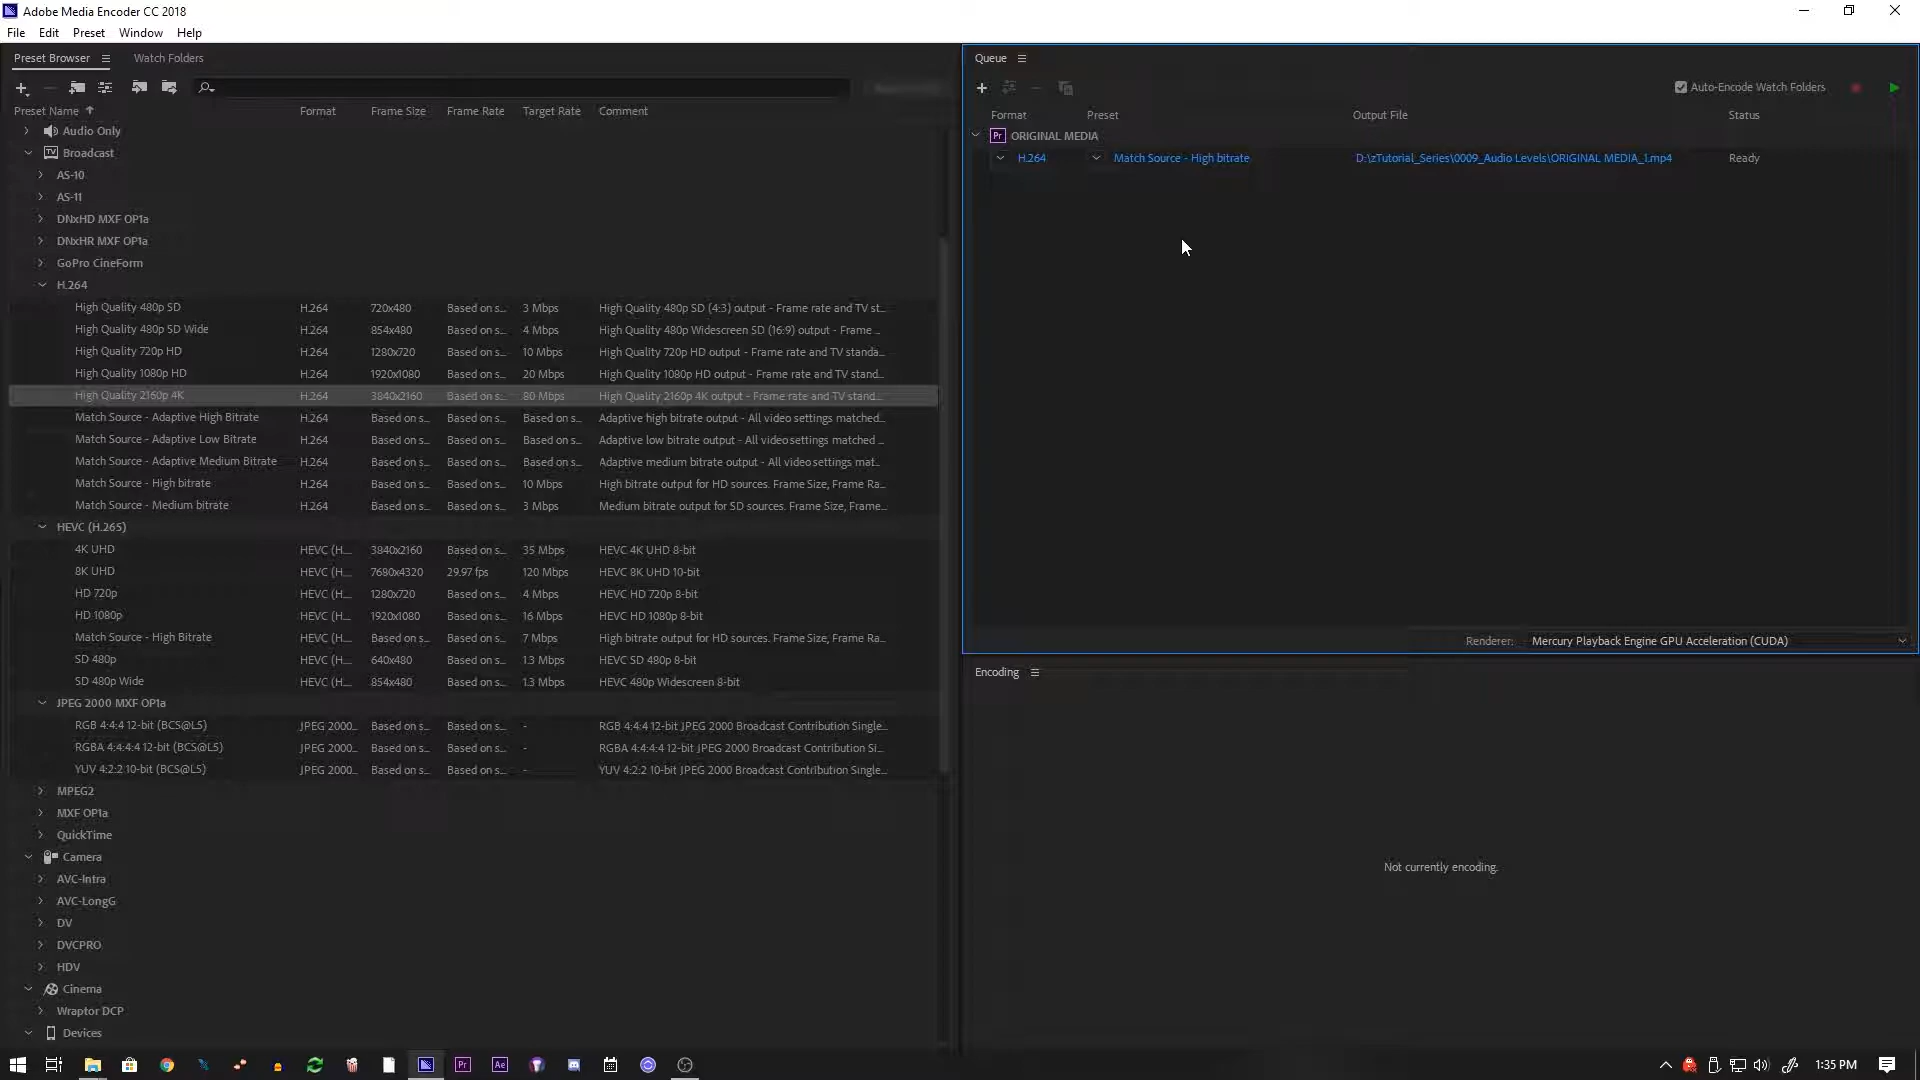 Adobe Media Encoder CC 2018
File Edit Preset Window Help
Preset Browser Watch Folders
Preset Name Format Frame Size Frame Rate Target Rate Comment
Audio Only
Broadcast
AS-10
AS-11
DNxHD MXF OP1a
DNxHR MXF OP1a
GoPro CineForm
H.264
High Quality 480p SD H.264 720x480 Based on s... 3 Mbps High Quality 480p SD (4:3) output - Frame rate and TV st...
High Quality 480p SD Wide H.264 854x480 Based on s... 4 Mbps High Quality 480p Widescreen SD (16:9) output - Frame ...
High Quality 720p HD H.264 1280x720 Based on s... 10 Mbps High Quality 720p HD output - Frame rate and TV standa...
High Quality 1080p HD H.264 1920x1080 Based on s... 20 Mbps High Quality 1080p HD output - Frame rate and TV stand...
High Quality 2160p 4K H.264 3840x2160 Based on s... 80 Mbps High Quality 2160p 4K output - Frame rate and TV stand...
Match Source - Adaptive High Bitrate H.264 Based on s... Based on s... Based on s... Adaptive high bitrate output - All video settings matched...
Match Source - Adaptive Low Bitrate H.264 Based on s... Based on s... Based on s... Adaptive low bitrate output - All video settings matched ...
Match Source - Adaptive Medium Bitrate H.264 Based on s... Based on s... Based on s... Adaptive medium bitrate output - All video settings mat...
Match Source - High bitrate H.264 Based on s... Based on s... 10 Mbps High bitrate output for HD sources. Frame Size, Frame Ra...
Match Source - Medium bitrate H.264 Based on s... Based on s... 3 Mbps Medium bitrate output for SD sources. Frame Size, Frame...
HEVC (H.265)
4K UHD HEVC (H... 3840x2160 Based on s... 35 Mbps HEVC 4K UHD 8-bit
8K UHD HEVC (H... 7680x4320 29.97 fps 120 Mbps HEVC 8K UHD 10-bit
HD 720p HEVC (H... 1280x720 Based on s... 4 Mbps HEVC HD 720p 8-bit
HD 1080p HEVC (H... 1920x1080 Based on s... 16 Mbps HEVC HD 1080p 8-bit
Match Source - High Bitrate HEVC (H... Based on s... Based on s... 7 Mbps High bitrate output for HD sources. Frame Size, Frame Ra...
SD 480p HEVC (H... 640x480 Based on s... 1.3 Mbps HEVC SD 480p 8-bit
SD 480p Wide HEVC (H... 854x480 Based on s... 1.3 Mbps HEVC 480p Widescreen 8-bit
JPEG 2000 MXF OP1a
RGB 4:4:4 12-bit (BCS@L5) JPEG 2000... Based on s... Based on s... - RGB 4:4:4 12-bit JPEG 2000 Broadcast Contribution Single...
RGBA 4:4:4:4 12-bit (BCS@L5) JPEG 2000... Based on s... Based on s... - RGBA 4:4:4:4 12-bit JPEG 2000 Broadcast Contribution Si...
YUV 4:2:2 10-bit (BCS@L5) JPEG 2000... Based on s... Based on s... - YUV 4:2:2 10-bit JPEG 2000 Broadcast Contribution Single...
MPEG2
MXF OP1a
QuickTime
Camera
AVC-Intra
AVC-LongG
DV
DVCPRO
HDV
Cinema
Wraptor DCP
Devices
Queue
Auto-Encode Watch Folders
Format Preset Output File Status
Pr ORIGINAL MEDIA
H.264 Match Source - High bitrate D:\zTutorial_Series\0009_Audio Levels\ORIGINAL MEDIA_1.mp4 Ready
Renderer: Mercury Playback Engine GPU Acceleration (CUDA)
Encoding
Not currently encoding.
Pr Ae
1:35 PM